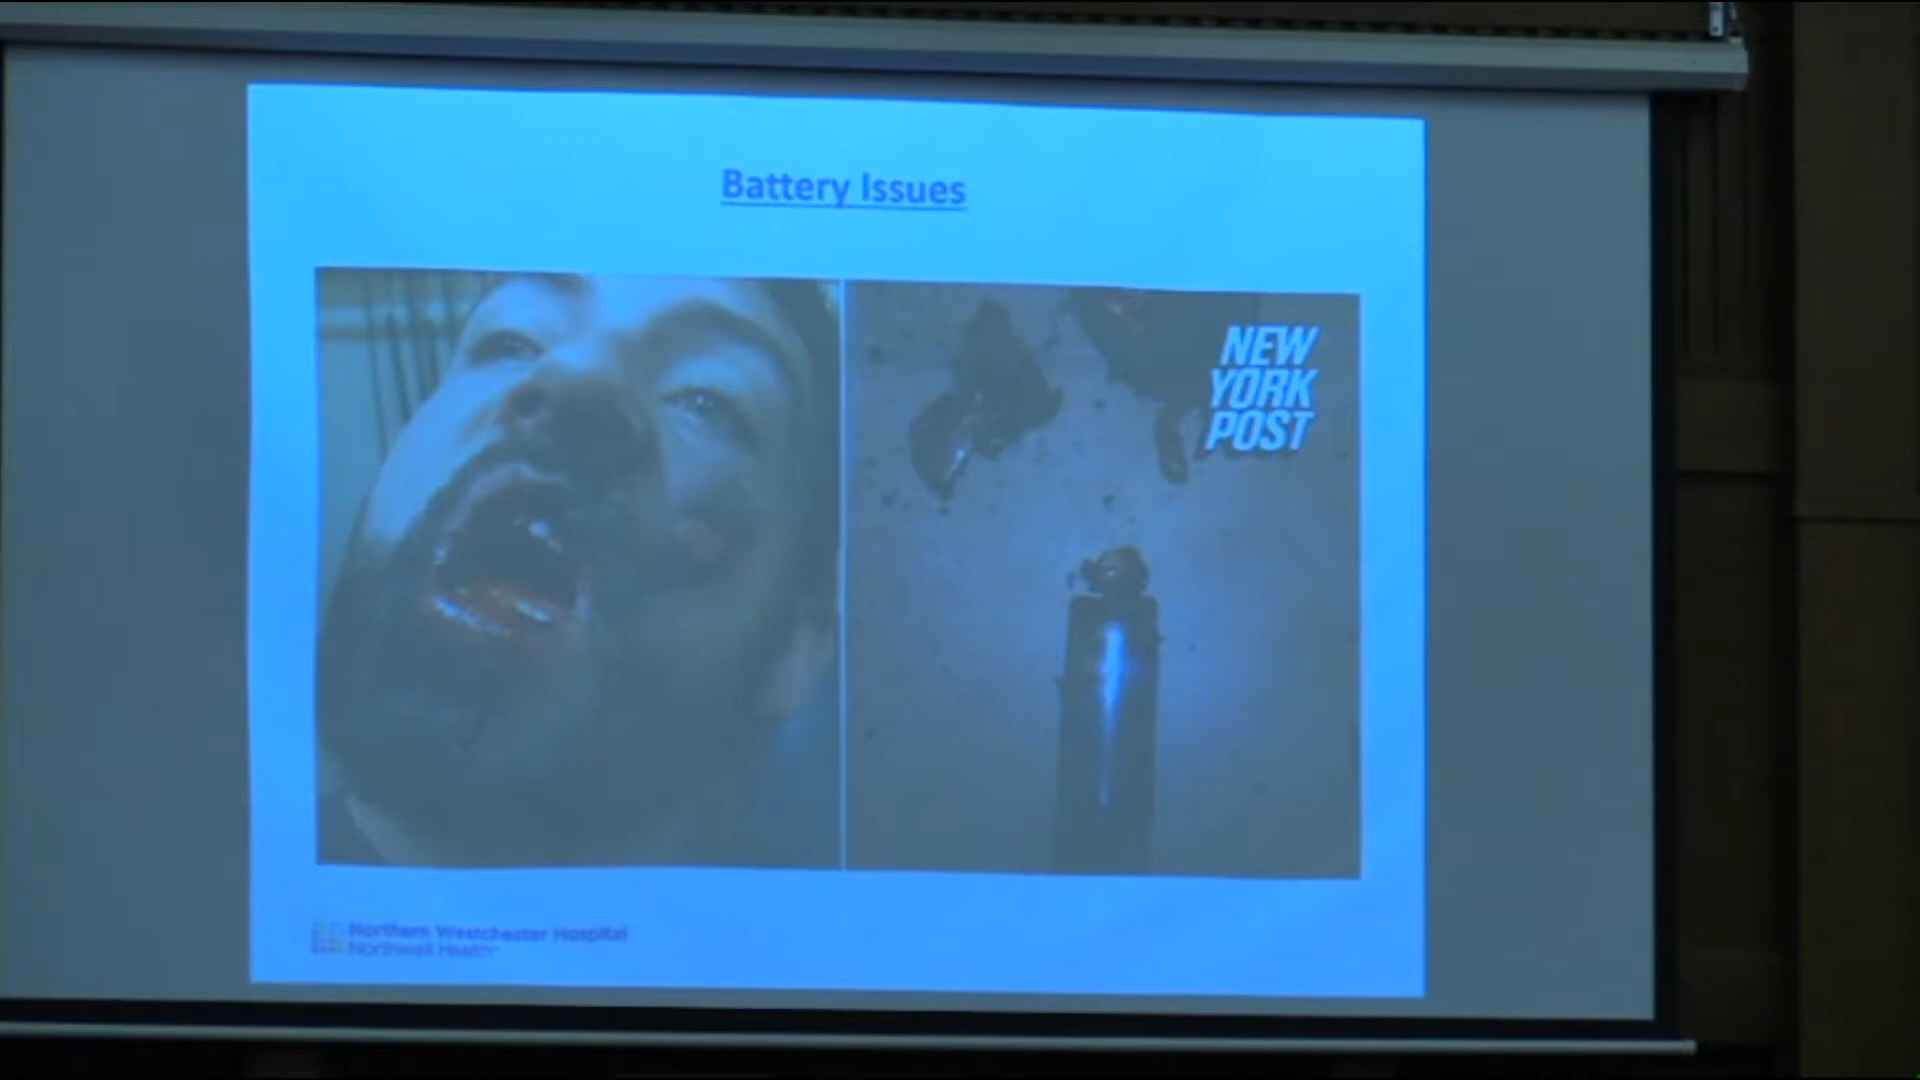 Battery Issues
NEW
YORK
POST
Northern Westchester Hospital
Northwell Health